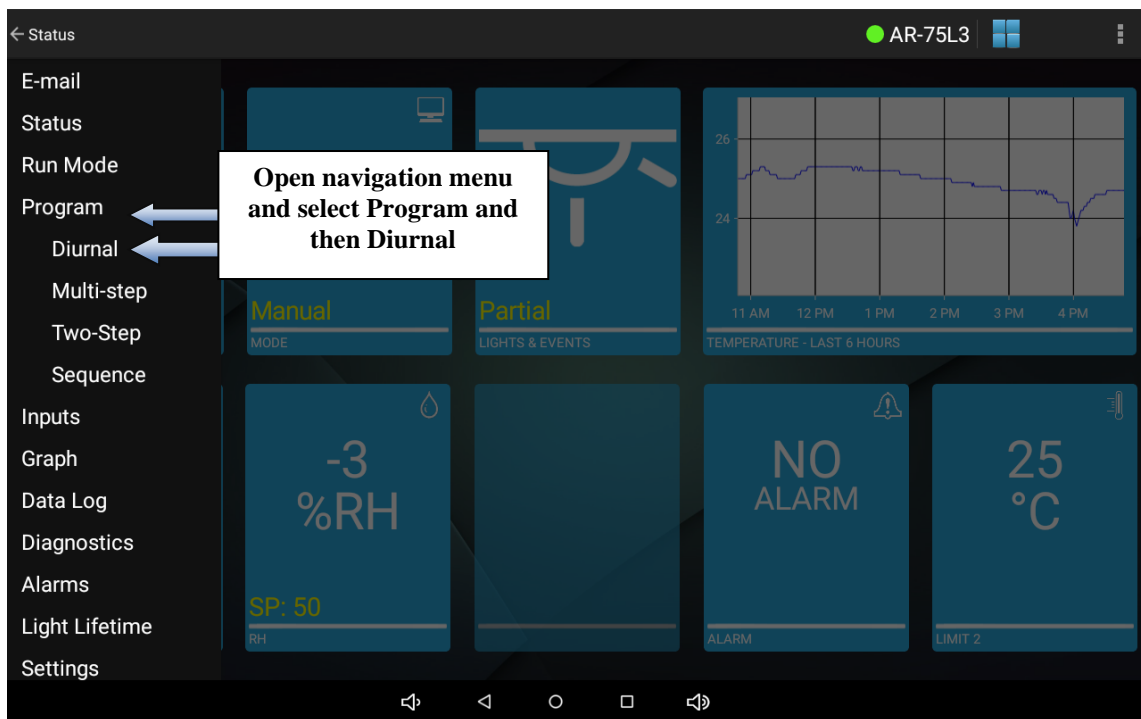 Status
AR-75L3
E-mail
Status
Run Mode
Program
Diurnal
Multi-step
Two-Step
Sequence
Inputs
Graph
Data Log
Diagnostics
Alarms
Light Lifetime
Settings
Open navigation menu
and select Program and
then Diurnal
Manual
MODE
Partial
LIGHTS & EVENTS
26
24
11 AM 12 PM 1 PM 2 PM 3 PM 4 PM
TEMPERATURE - LAST 6 HOURS
-3
%RH
SP: 50
RH
NO
ALARM
ALARM
25
°C
LIMIT 2